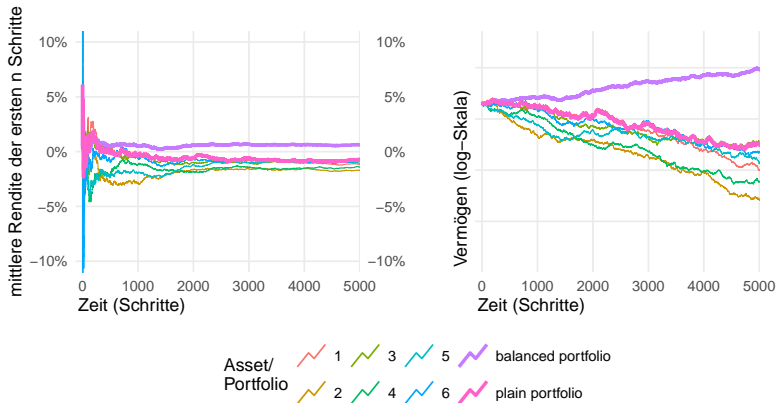 mittlere Rendite der ersten n Schritte
10%
5%
0%
−5%
−10%
10%
5%
0%
−5%
−10%
0 1000 2000 3000 4000 5000
Zeit (Schritte)
Vermögen (log−Skala)
0 1000 2000 3000 4000 5000
Zeit (Schritte)
Asset/
Portfolio
1 3 5 balanced portfolio
2 4 6 plain portfolio